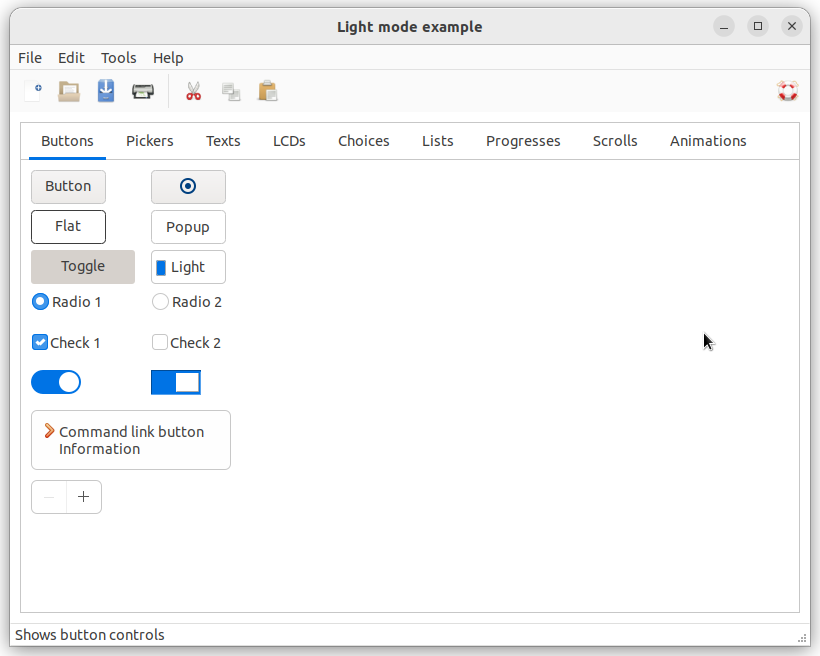 Light mode example
File Edit Tools Help
Buttons Pickers Texts LCDs Choices Lists Progresses Scrolls Animations
Button
Flat Popup
Toggle Light
Radio 1 Radio 2
Check 1 Check 2
Command link button
Information
Shows button controls